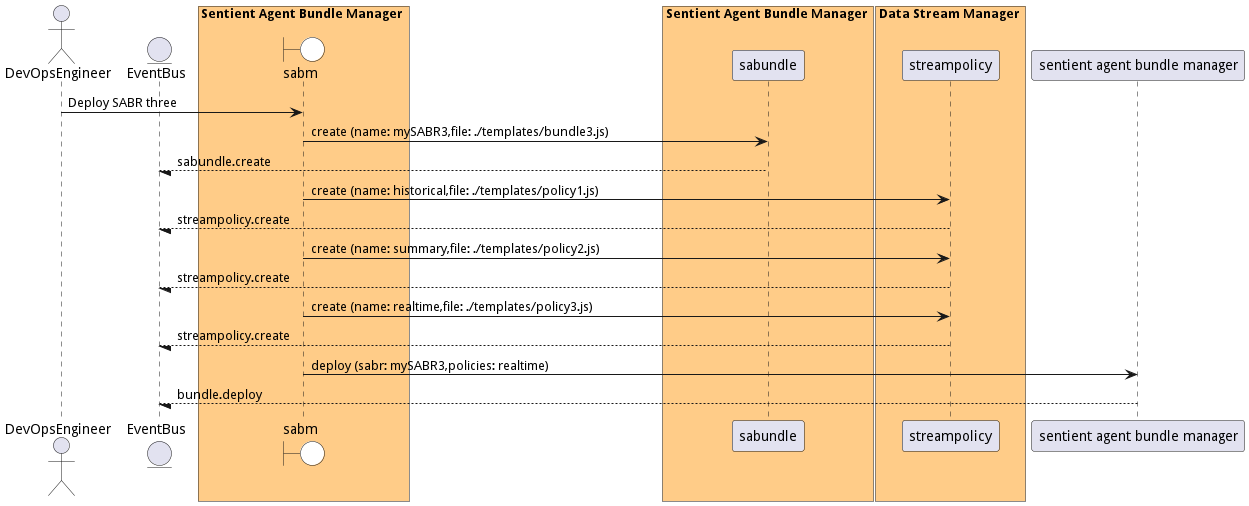 Sentient Agent Bundle Manager
Sentient Agent Bundle Manager
Data Stream Manager
DevOpsEngineer
EventBus
sabm
sabundle
streampolicy
sentient agent bundle manager
Deploy SABR three
create (name: mySABR3,file: ./templates/bundle3.js)
sabundle.create
create (name: historical,file: ./templates/policy1.js)
streampolicy.create
create (name: summary,file: ./templates/policy2.js)
streampolicy.create
create (name: realtime,file: ./templates/policy3.js)
streampolicy.create
deploy (sabr: mySABR3,policies: realtime)
bundle.deploy
DevOpsEngineer
EventBus
sabm
sabundle
streampolicy
sentient agent bundle manager